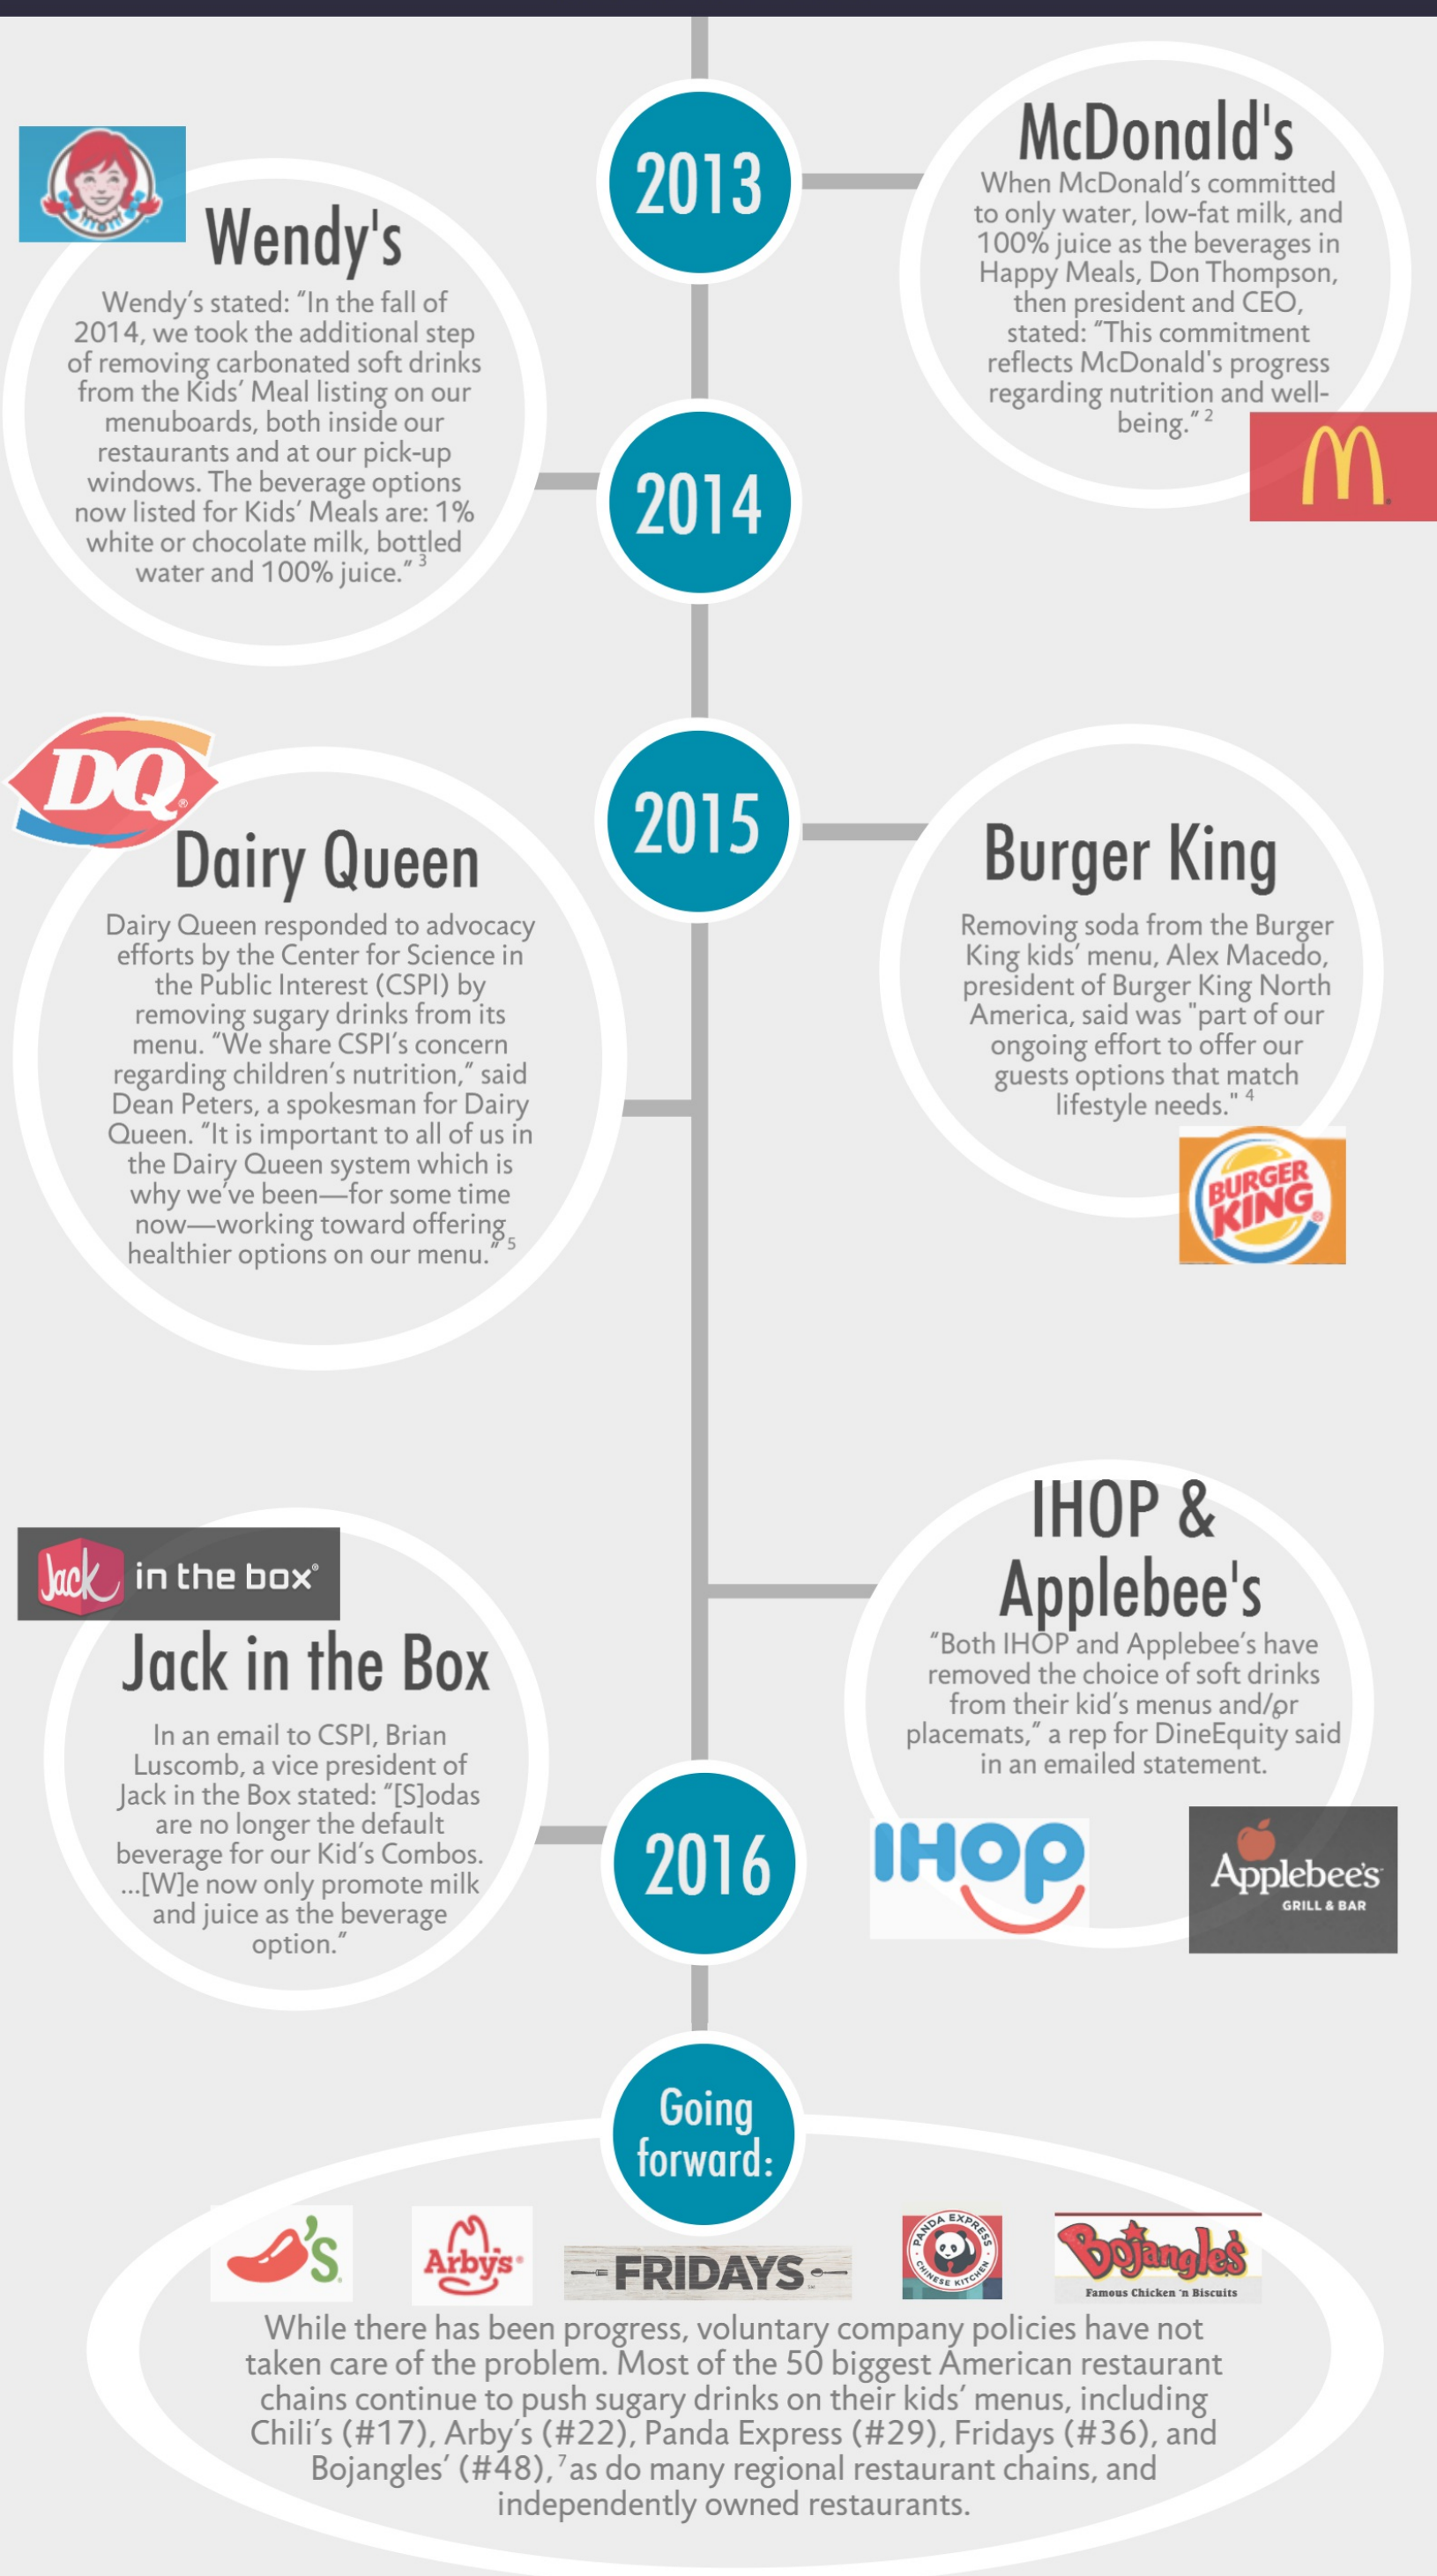 2013
McDonald's
When McDonald's committed
to only water, low-fat milk, and
100% juice as the beverages in
Happy Meals, Don Thompson,
then president and CEO,
stated: "This commitment
reflects McDonald's progress
regarding nutrition and well-
being." 2
Wendy's
Wendy's stated: "In the fall of
2014, we took the additional step
of removing carbonated soft drinks
from the Kids' Meal listing on our
menuboards, both inside our
restaurants and at our pick-up
windows. The beverage options
now listed for Kids' Meals are: 1%
white or chocolate milk, bottled
water and 100% juice." 3
2014
DQ®
Dairy Queen
Dairy Queen responded to advocacy
efforts by the Center for Science in
the Public Interest (CSPI) by
removing sugary drinks from its
menu. "We share CSPI's concern
regarding children's nutrition," said
Dean Peters, a spokesman for Dairy
Queen. "It is important to all of us in
the Dairy Queen system which is
why we've been—for some time
now—working toward offering
healthier options on our menu." 5
2015
Burger King
Removing soda from the Burger
King kids' menu, Alex Macedo,
president of Burger King North
America, said was "part of our
ongoing effort to offer our
guests options that match
lifestyle needs." 4
BURGER
KING®
IHOP &
Applebee's
"Both IHOP and Applebee's have
removed the choice of soft drinks
from their kid's menus and/or
placemats," a rep for DineEquity said 6
in an emailed statement.
IHOP
Applebee's
GRILL & BAR
Jack in the box®
Jack in the Box
In an email to CSPI, Brian
Luscomb, a vice president of
Jack in the Box stated: "[S]odas
are no longer the default
beverage for our Kid's Combos.
...[W]e now only promote milk
and juice as the beverage
option."
2016
Going
forward:
's
Arby's
FRIDAYS
PANDA EXPRESS
CHINESE KITCHEN
Bojangles'
Famous Chicken 'n Biscuits
While there has been progress, voluntary company policies have not
taken care of the problem. Most of the 50 biggest American restaurant
chains continue to push sugary drinks on their kids' menus, including
Chili's (#17), Arby's (#22), Panda Express (#29), Fridays (#36), and
Bojangles' (#48), 7 as do many regional restaurant chains, and
independently owned restaurants.